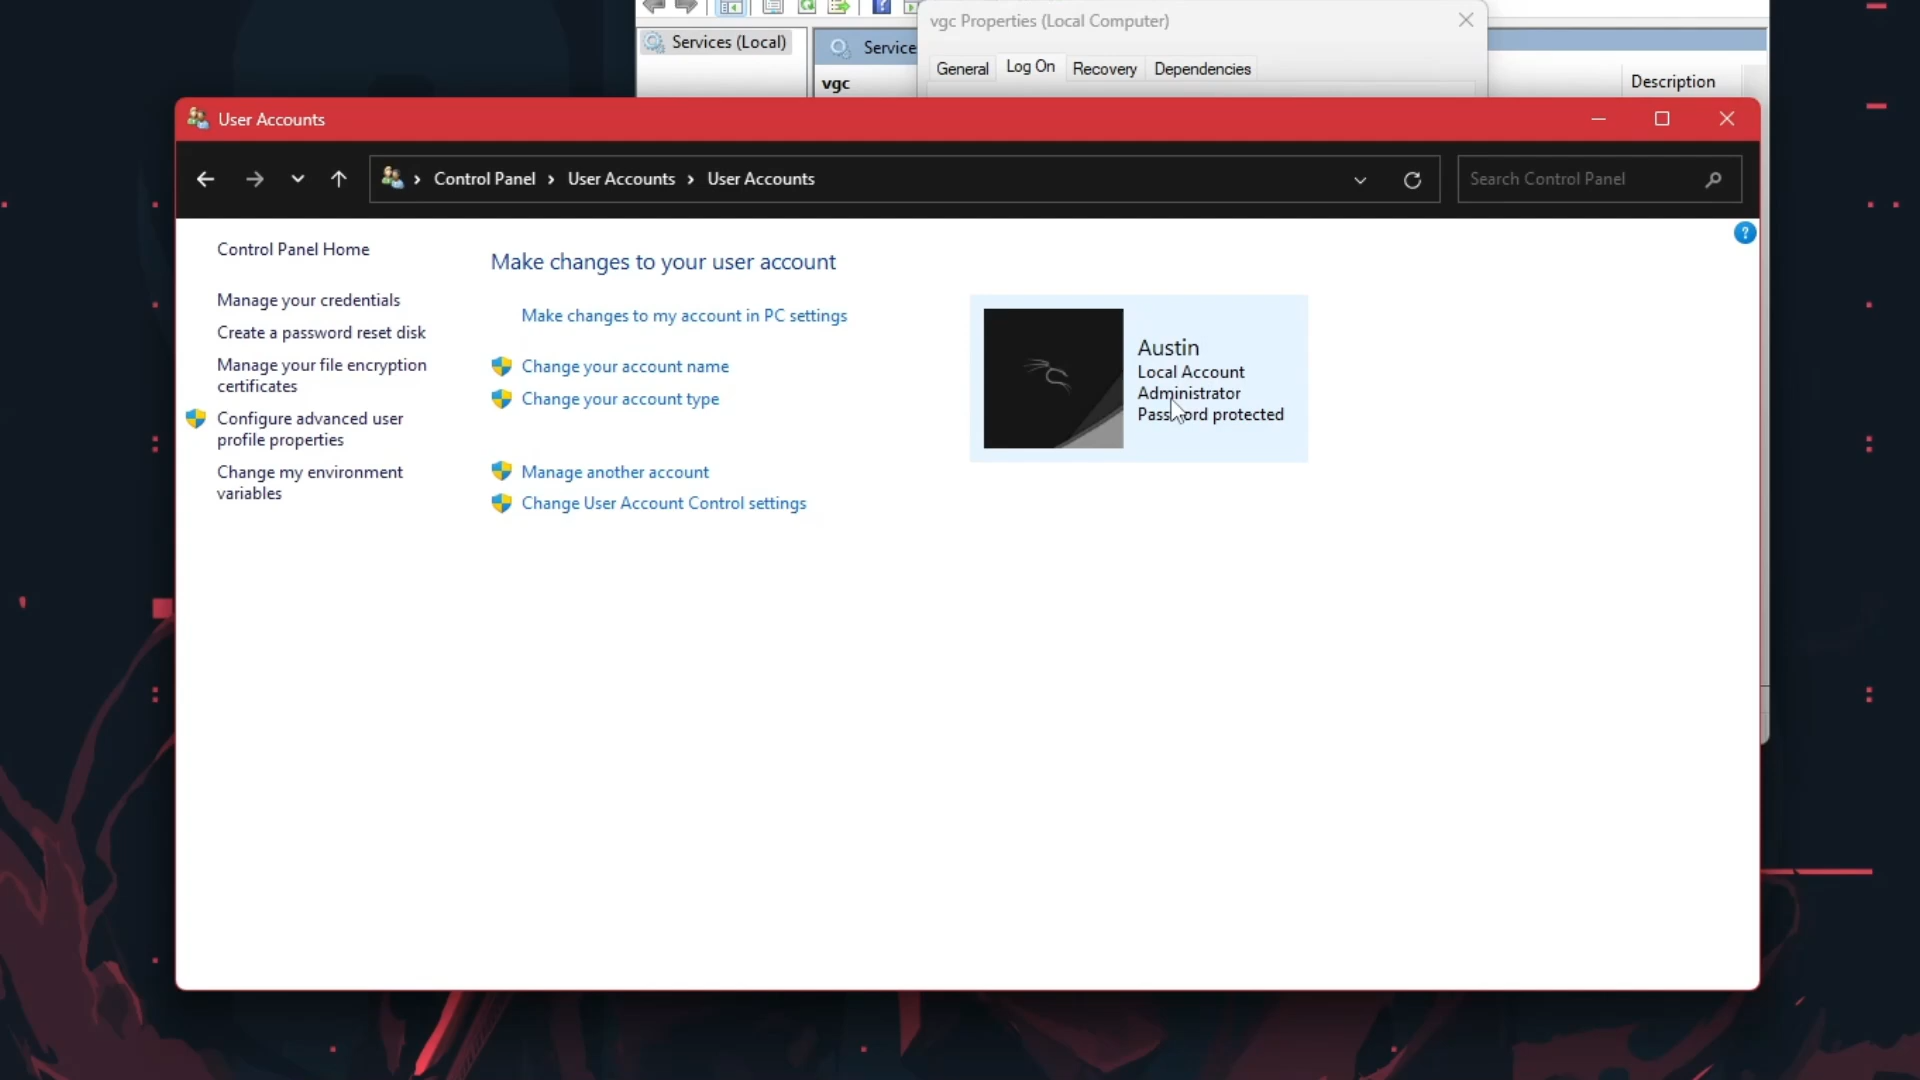 vgc Properties (Local Computer)
Services (Local)
Service
General
Log On
Recovery
Dependencies
vgc
Description
User Accounts
Control Panel › User Accounts › User Accounts
Search Control Panel
?
Control Panel Home
Manage your credentials
Create a password reset disk
Manage your file encryption
certificates
Configure advanced user
profile properties
Change my environment
variables
Make changes to your user account
Make changes to my account in PC settings
Change your account name
Change your account type
Manage another account
Change User Account Control settings
Austin
Local Account
Administrator
Password protected